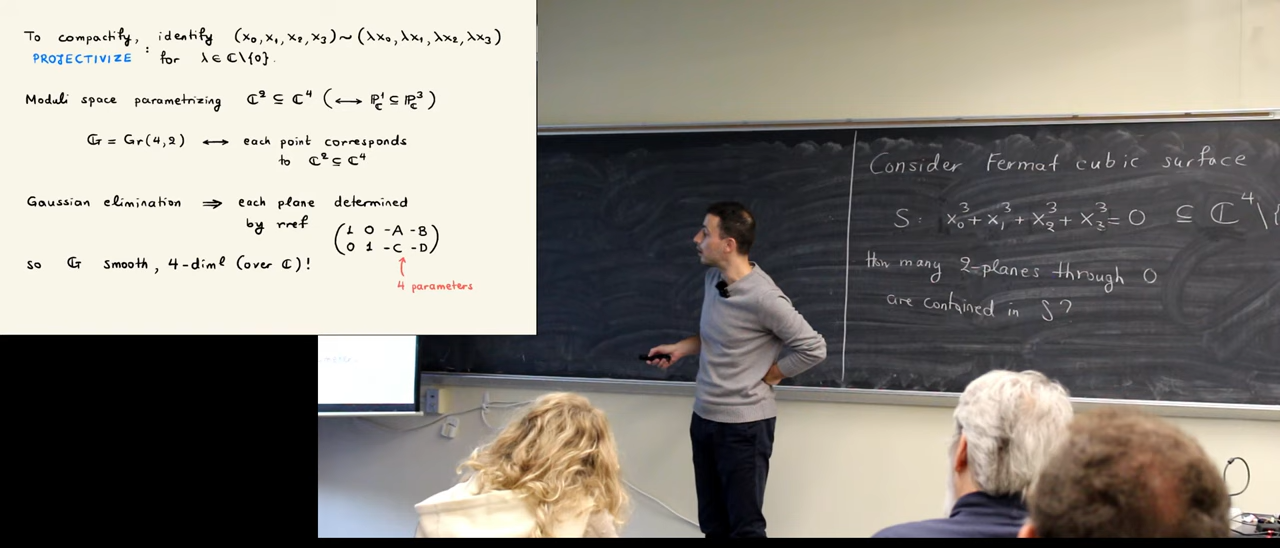 To compactify, identify (x₀,x₁,x₂,x₃)~(λx₀,λx₁,λx₂,λx₃)
PROJECTIVIZE : for λ∈ℂ\{0}.
Moduli space parametrizing ℂ² ⊆ ℂ⁴ (⟷ ℙ¹_ℂ ⊆ ℙ³_ℂ)
𝔾 = Gr(4,2) ⟷ each point corresponds
to ℂ² ⊆ ℂ⁴
Gaussian elimination ⇒ each plane determined
by rref
(1 0 -A -B
0 1 -C -D)
so 𝔾 smooth, 4-dimˡ (over ℂ)!
↑
4 parameters
Consider Fermat cubic surface
S: x₀³+x₁³+x₂³+x₃³=0 ⊆ ℂ⁴\
How many 2-planes through 0
are contained in S?